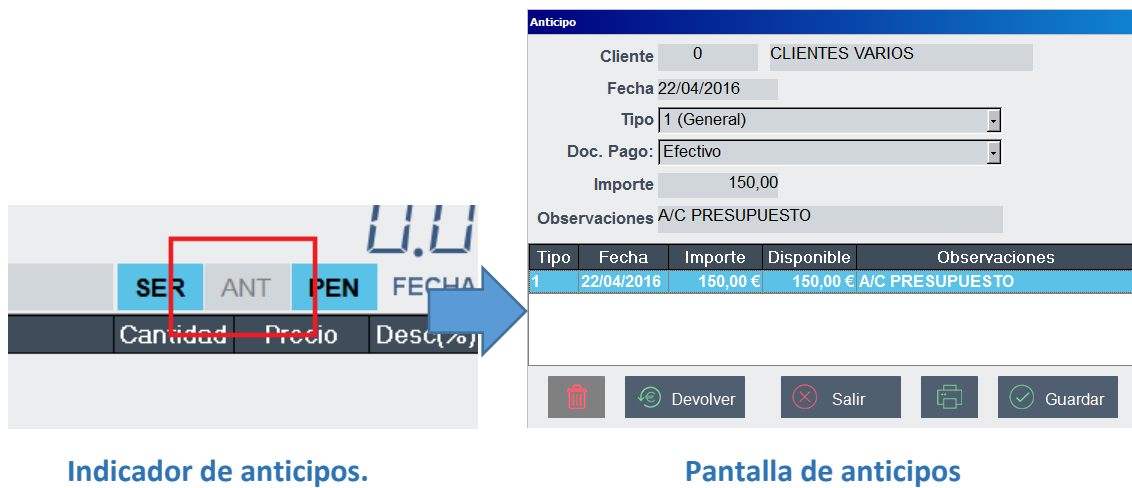 Anticipo
Cliente 0 CLIENTES VARIOS
Fecha 22/04/2016
Tipo 1 (General)
Doc. Pago: Efectivo
Importe 150,00
Observaciones A/C PRESUPUESTO
Tipo Fecha Importe Disponible Observaciones
1 22/04/2016 150,00 € 150,00 € A/C PRESUPUESTO
Devolver Salir Guardar
SER ANT PEN FECHA
Cantidad Precio Desc(%)
Indicador de anticipos.
Pantalla de anticipos